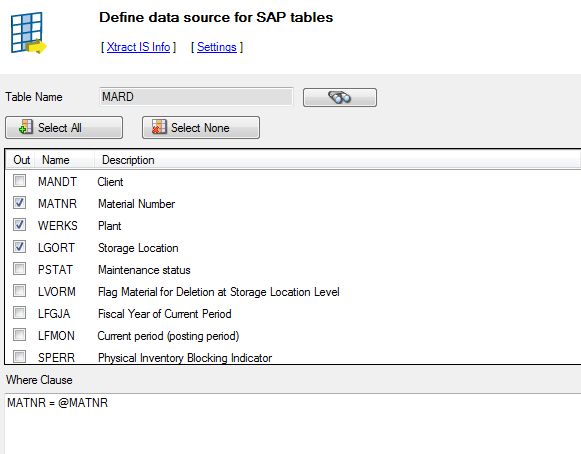 Define data source for SAP tables
[ Xtract IS Info ] [ Settings ]
Table Name MARD
Select All Select None
Out Name Description
MANDT Client
MATNR Material Number
WERKS Plant
LGORT Storage Location
PSTAT Maintenance status
LVORM Flag Material for Deletion at Storage Location Level
LFGJA Fiscal Year of Current Period
LFMON Current period (posting period)
SPERR Physical Inventory Blocking Indicator
Where Clause
MATNR = @MATNR